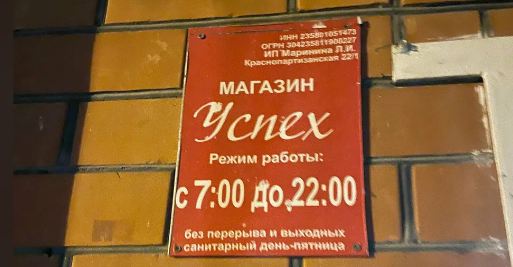 ИНН 235801051473
ОГРН 304235811900227
ИП Маринина Л.И.
Краснопартизанская 22/1
МАГАЗИН
Успех
Режим работы:
с 7:00 до 22:00
без перерыва и выходных
санитарный день-пятница